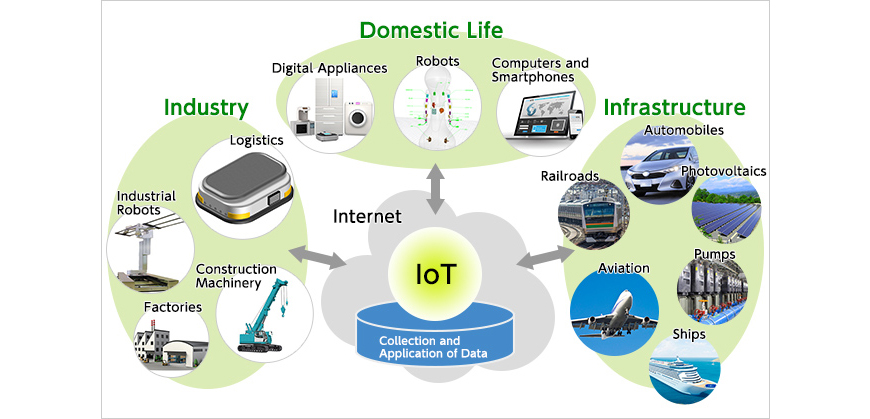 Domestic Life
Digital Appliances
Robots
Computers and
Smartphones
Industry
Logistics
Industrial
Robots
Construction
Machinery
Factories
Infrastructure
Automobiles
Railroads
Photovoltaics
Aviation
Pumps
Ships
Internet
IoT
Collection and
Application of Data